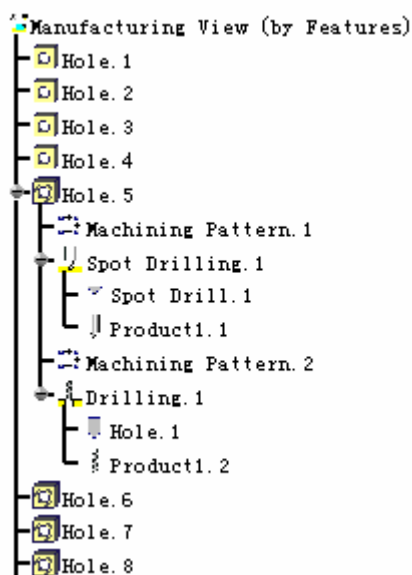 Manufacturing View (by Features)
Hole.1
Hole.2
Hole.3
Hole.4
Hole.5
Machining Pattern.1
Spot Drilling.1
Spot Drill.1
Product1.1
Machining Pattern.2
Drilling.1
Hole.1
Product1.2
Hole.6
Hole.7
Hole.8